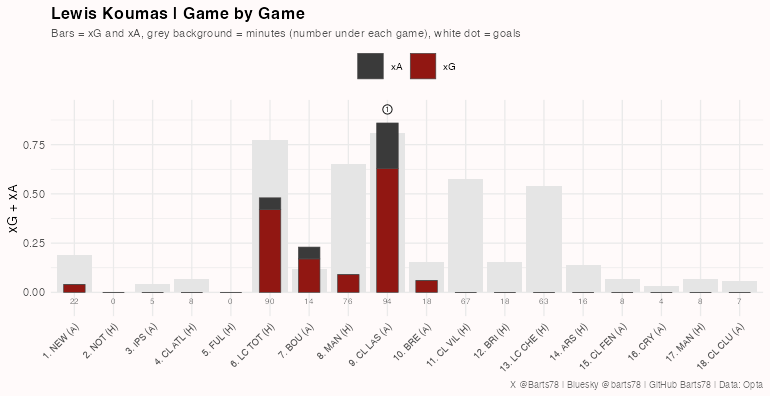 Lewis Koumas | Game by Game
Bars = xG and xA, grey background = minutes (number under each game), white dot = goals
xA xG
1
xG + xA
0.75
0.50
0.25
0.00
22 0 5 8 0 90 14 76 94 18 67 18 63 16 8 4 8 7
1. NEW (A)
2. NOT (H)
3. IPS (A)
4. CL ATL (H)
5. FUL (H)
6. LC TOT (H)
7. BOU (A)
8. MAN (H)
9. CL LAS (A)
10. BRE (A)
11. CL VIL (H)
12. BRI (H)
13. LC CHE (H)
14. ARS (H)
15. CL FEN (A)
16. CRY (A)
17. MAN (H)
18. CL CLU (A)
X @Barts78 | Bluesky @barts78 | GitHub Barts78 | Data: Opta